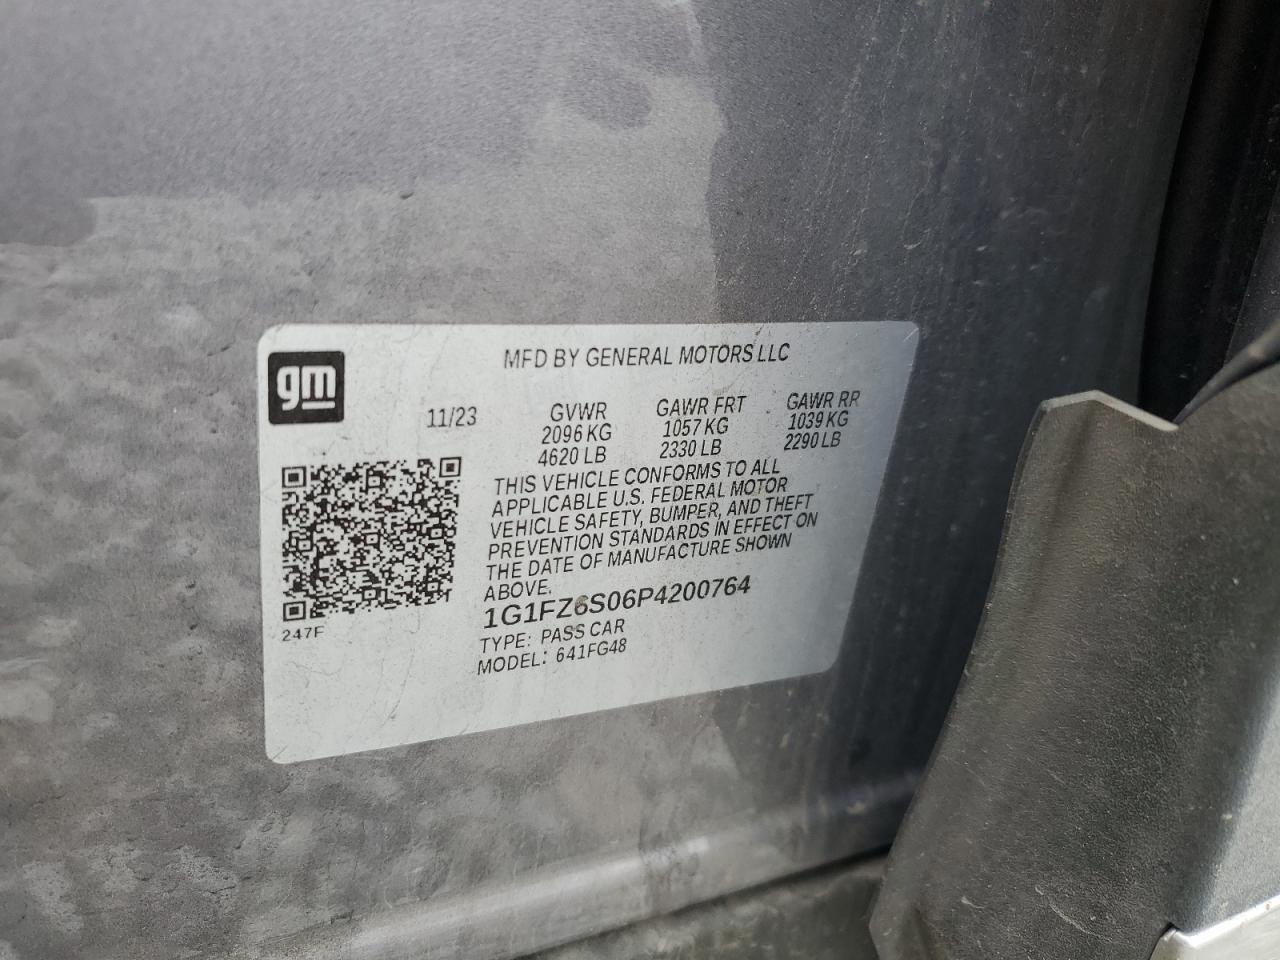 gm
MFD BY GENERAL MOTORS LLC
11/23 GVWR GAWR FRT GAWR RR
2096 KG 1057 KG 1039 KG
4620 LB 2330 LB 2290 LB
THIS VEHICLE CONFORMS TO ALL
APPLICABLE U.S. FEDERAL MOTOR
VEHICLE SAFETY, BUMPER, AND THEFT
PREVENTION STANDARDS IN EFFECT ON
THE DATE OF MANUFACTURE SHOWN
ABOVE.
1G1FZ6S06P4200764
TYPE: PASS CAR
MODEL: 641FG48
247F